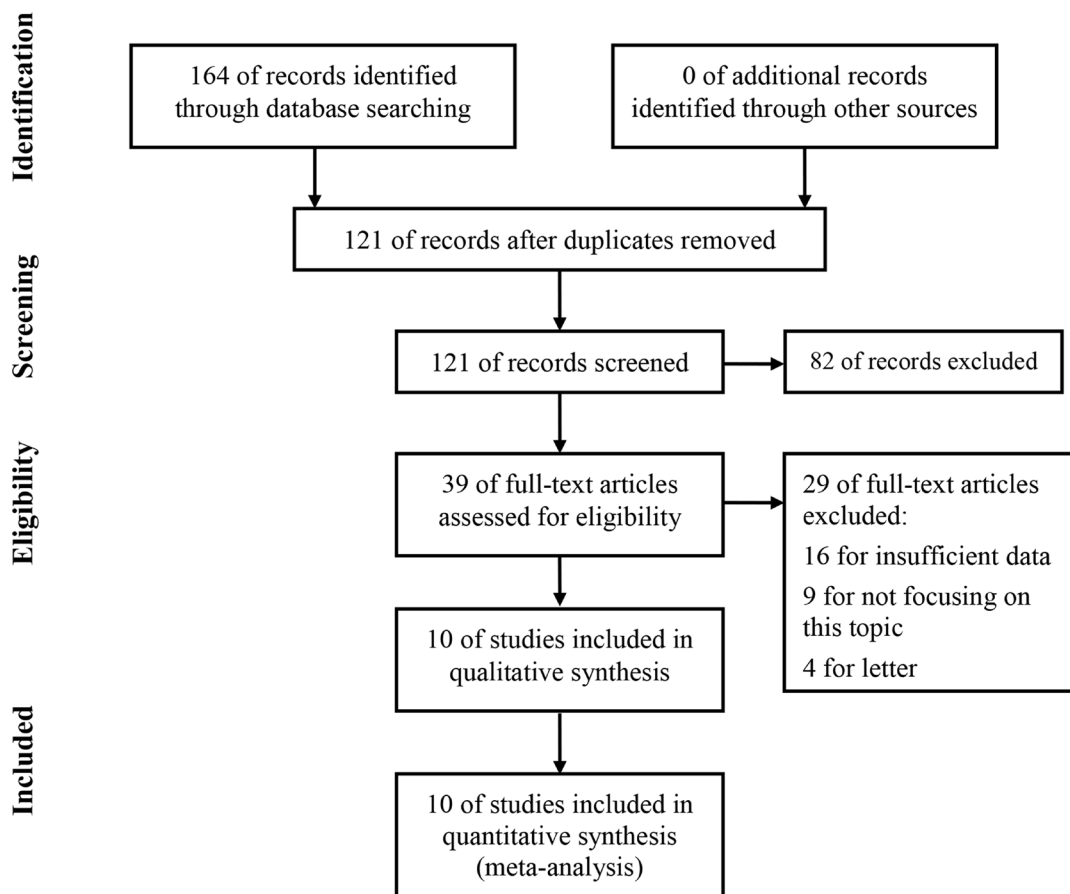 Identification
164 of records identified
through database searching
0 of additional records
identified through other sources
121 of records after duplicates removed
Screening
121 of records screened
82 of records excluded
Eligibility
39 of full-text articles
assessed for eligibility
29 of full-text articles
excluded:
16 for insufficient data
9 for not focusing on
this topic
4 for letter
10 of studies included in
qualitative synthesis
Included
10 of studies included in
quantitative synthesis
(meta-analysis)